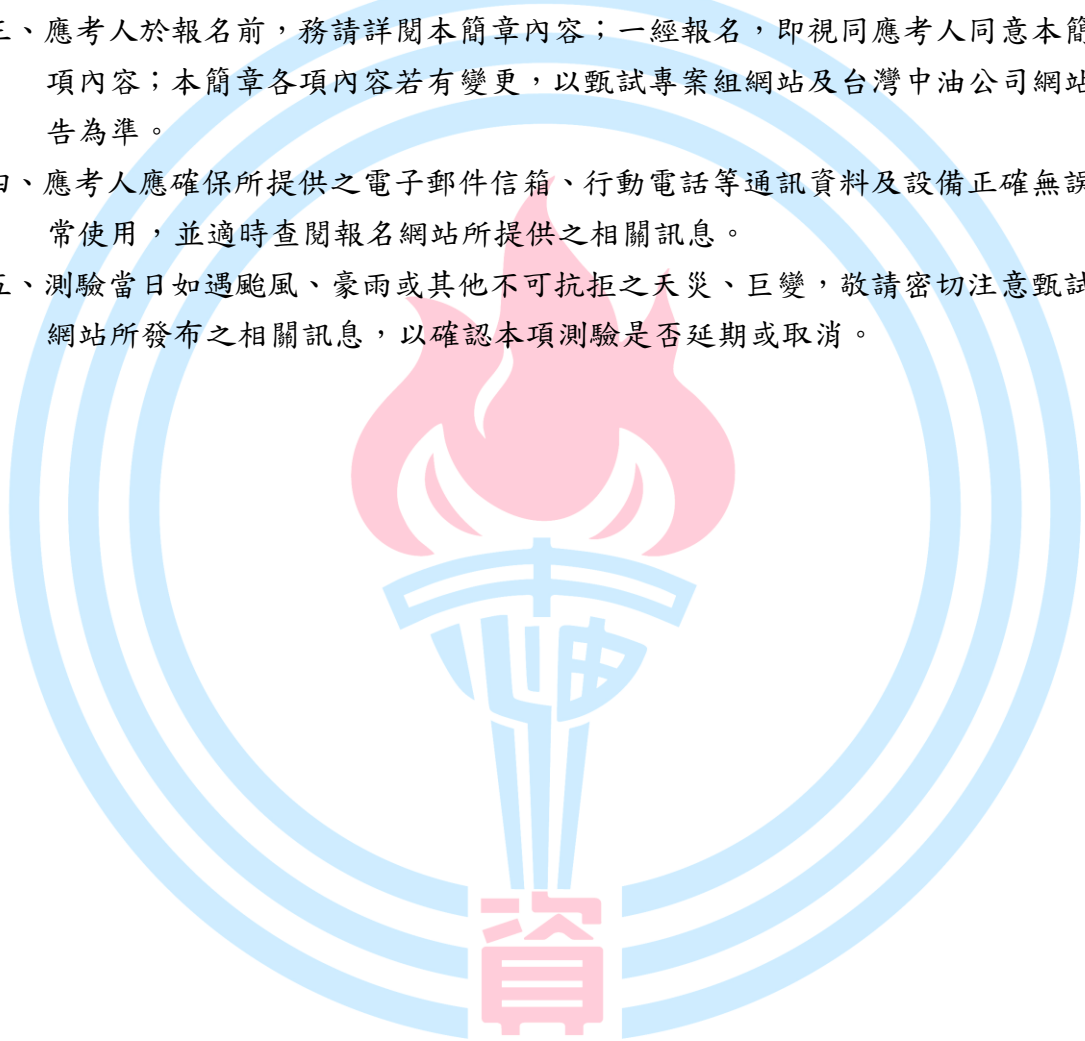 三、應考人於報名前，務請詳閱本簡章內容；一經報名，即視同應考人同意本簡
項內容；本簡章各項內容若有變更，以甄試專案組網站及台灣中油公司網站
告為準。
四、應考人應確保所提供之電子郵件信箱、行動電話等通訊資料及設備正確無誤
常使用，並適時查閱報名網站所提供之相關訊息。
五、測驗當日如遇颱風、豪雨或其他不可抗拒之天災、巨變，敬請密切注意甄試
網站所發布之相關訊息，以確認本項測驗是否延期或取消。
中油
資